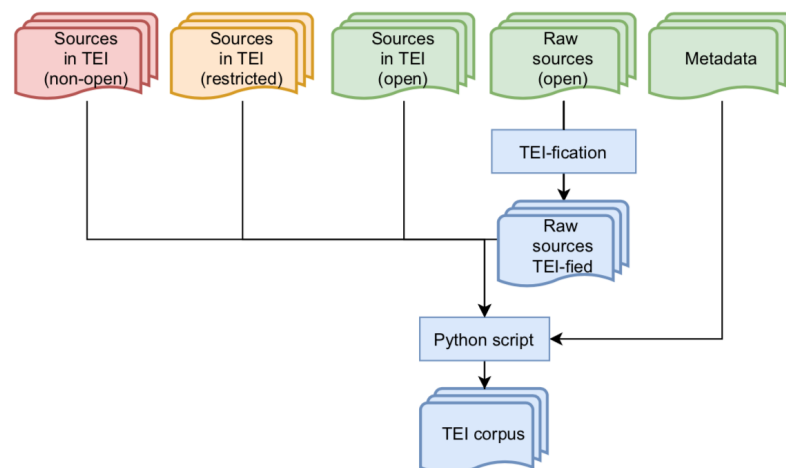 Sources
in TEI
(non-open)
Sources
in TEI
(restricted)
Sources
in TEI
(open)
Raw
sources
(open)
Metadata
TEI-fication
Raw
sources
TEI-fied
Python script
TEI corpus